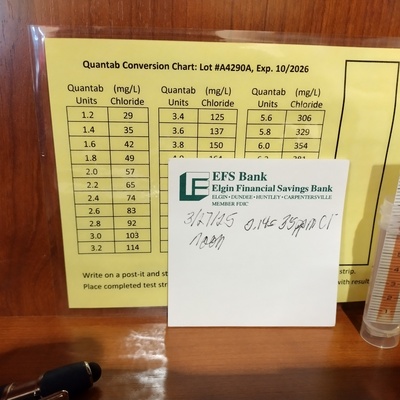 Quantab Conversion Chart: Lot #A4290A, Exp. 10/2026
Quantab Units (mg/L) Chloride Quantab Units (mg/L) Chloride Quantab Units (mg/L) Chloride
1.2 29 3.4 125 5.6 306
1.4 35 3.6 137 5.8 329
1.6 42 3.8 150 6.0 354
1.8 49 4.0 164 6.2 381
2.0 57
2.2 65
2.4 74
2.6 83
2.8 92
3.0 103
3.2 114
EFS Bank
Elgin Financial Savings Bank
ELGIN • DUNDEE • HUNTLEY • CARPENTERSVILLE
MEMBER FDIC
3/27/25 35ppm Cl-
Write on a post-it and strip.
Place completed test with result